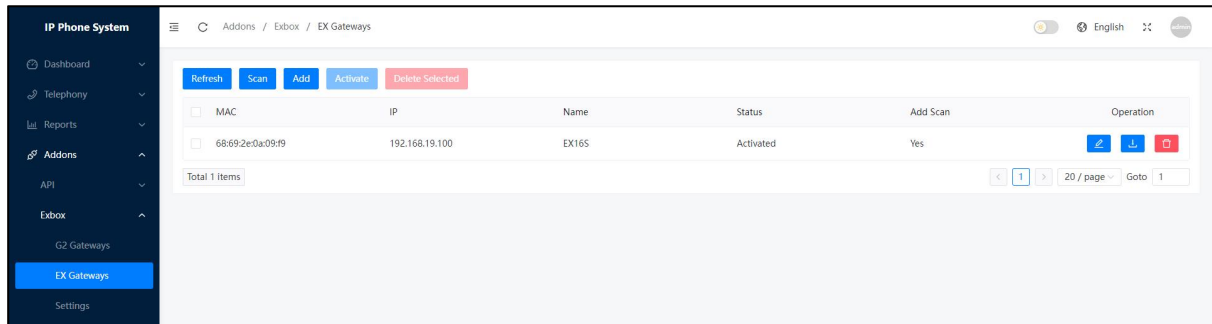 IP Phone System
Addons / Exbox / EX Gateways
English
admin
Dashboard
Telephony
Reports
Addons
API
Exbox
G2 Gateways
EX Gateways
Settings
Refresh Scan Add Activate Delete Selected
MAC IP Name Status Add Scan Operation
68:69:2e:0a:09:f9 192.168.19.100 EX16S Activated Yes
Total 1 items
< 1 > 20 / page Goto 1